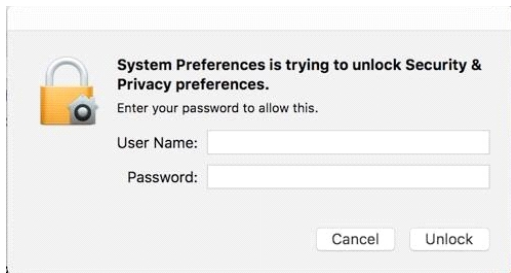 System Preferences is trying to unlock Security &
Privacy preferences.
Enter your password to allow this.
User Name:
Password:
Cancel
Unlock